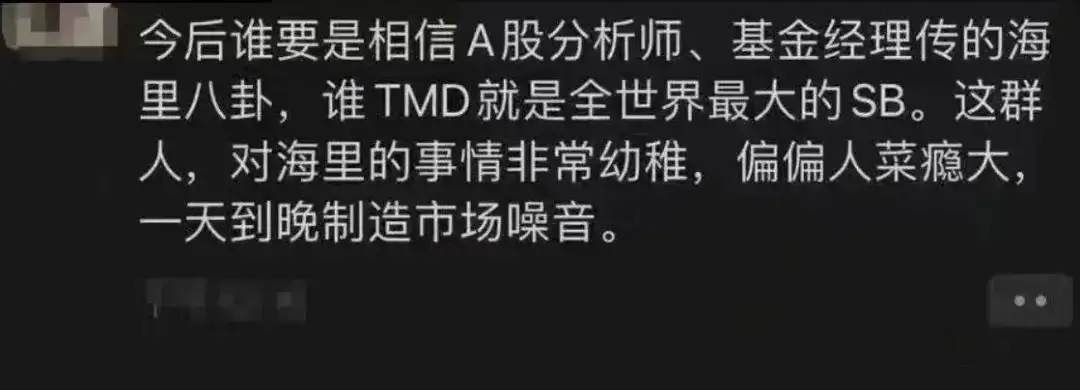 今后谁要是相信A股分析师、基金经理传的海
里八卦，谁TMD就是全世界最大的SB。这群
人，对海里的事情非常幼稚，偏偏人菜瘾大，
一天到晚制造市场噪音。